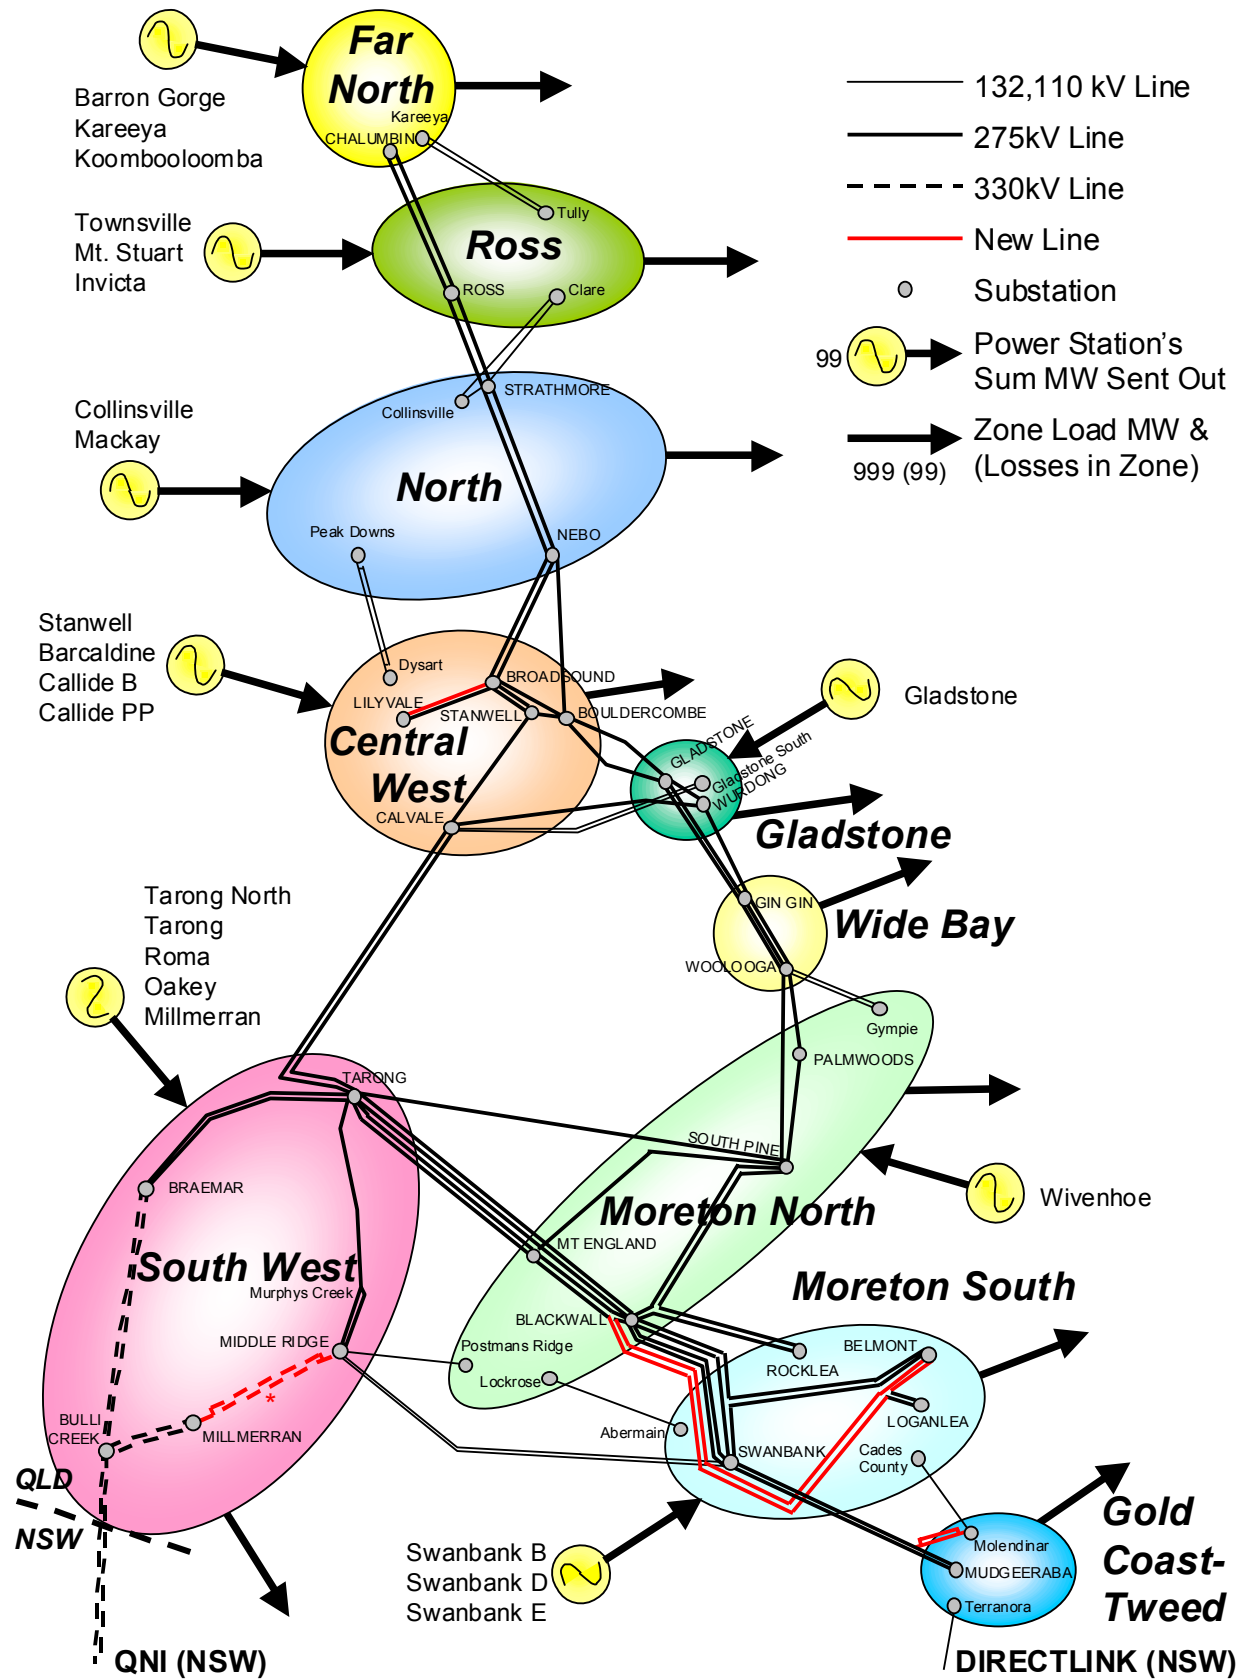 Far
North
Kareeya
CHALUMBIN
Barron Gorge
Kareeya
Koombooloomba
132,110 kV Line
275kV Line
330kV Line
New Line
Substation
99
Power Station's
Sum MW Sent Out
Zone Load MW &
(Losses in Zone)
999 (99)
Townsville
Mt. Stuart
Invicta
Tully
Ross
ROSS
Clare
Collinsville
Mackay
STRATHMORE
Collinsville
North
Peak Downs
NEBO
Stanwell
Barcaldine
Callide B
Callide PP
Dysart
BROADSOUND
LILYVALE
STANWELL
BOULDERCOMBE
Central
West
CALVALE
Gladstone
GLADSTONE
Gladstone South
WURDONG
Gladstone
GIN GIN
Wide Bay
WOOLOOGA
Tarong North
Tarong
Roma
Oakey
Millmerran
Gympie
PALMWOODS
TARONG
SOUTH PINE
BRAEMAR
Wivenhoe
Moreton North
MT ENGLAND
South West
Murphys Creek
Moreton South
BLACKWALL
MIDDLE RIDGE
Postmans Ridge
Lockrose
ROCKLEA
BELMONT
*
BULLI
CREEK
MILLMERRAN
LOGANLEA
Abermain
SWANBANK
Cades
County
QLD
NSW
Gold
Coast-
Tweed
Molendinar
MUDGEERABA
Terranora
Swanbank B
Swanbank D
Swanbank E
QNI (NSW)
DIRECTLINK (NSW)